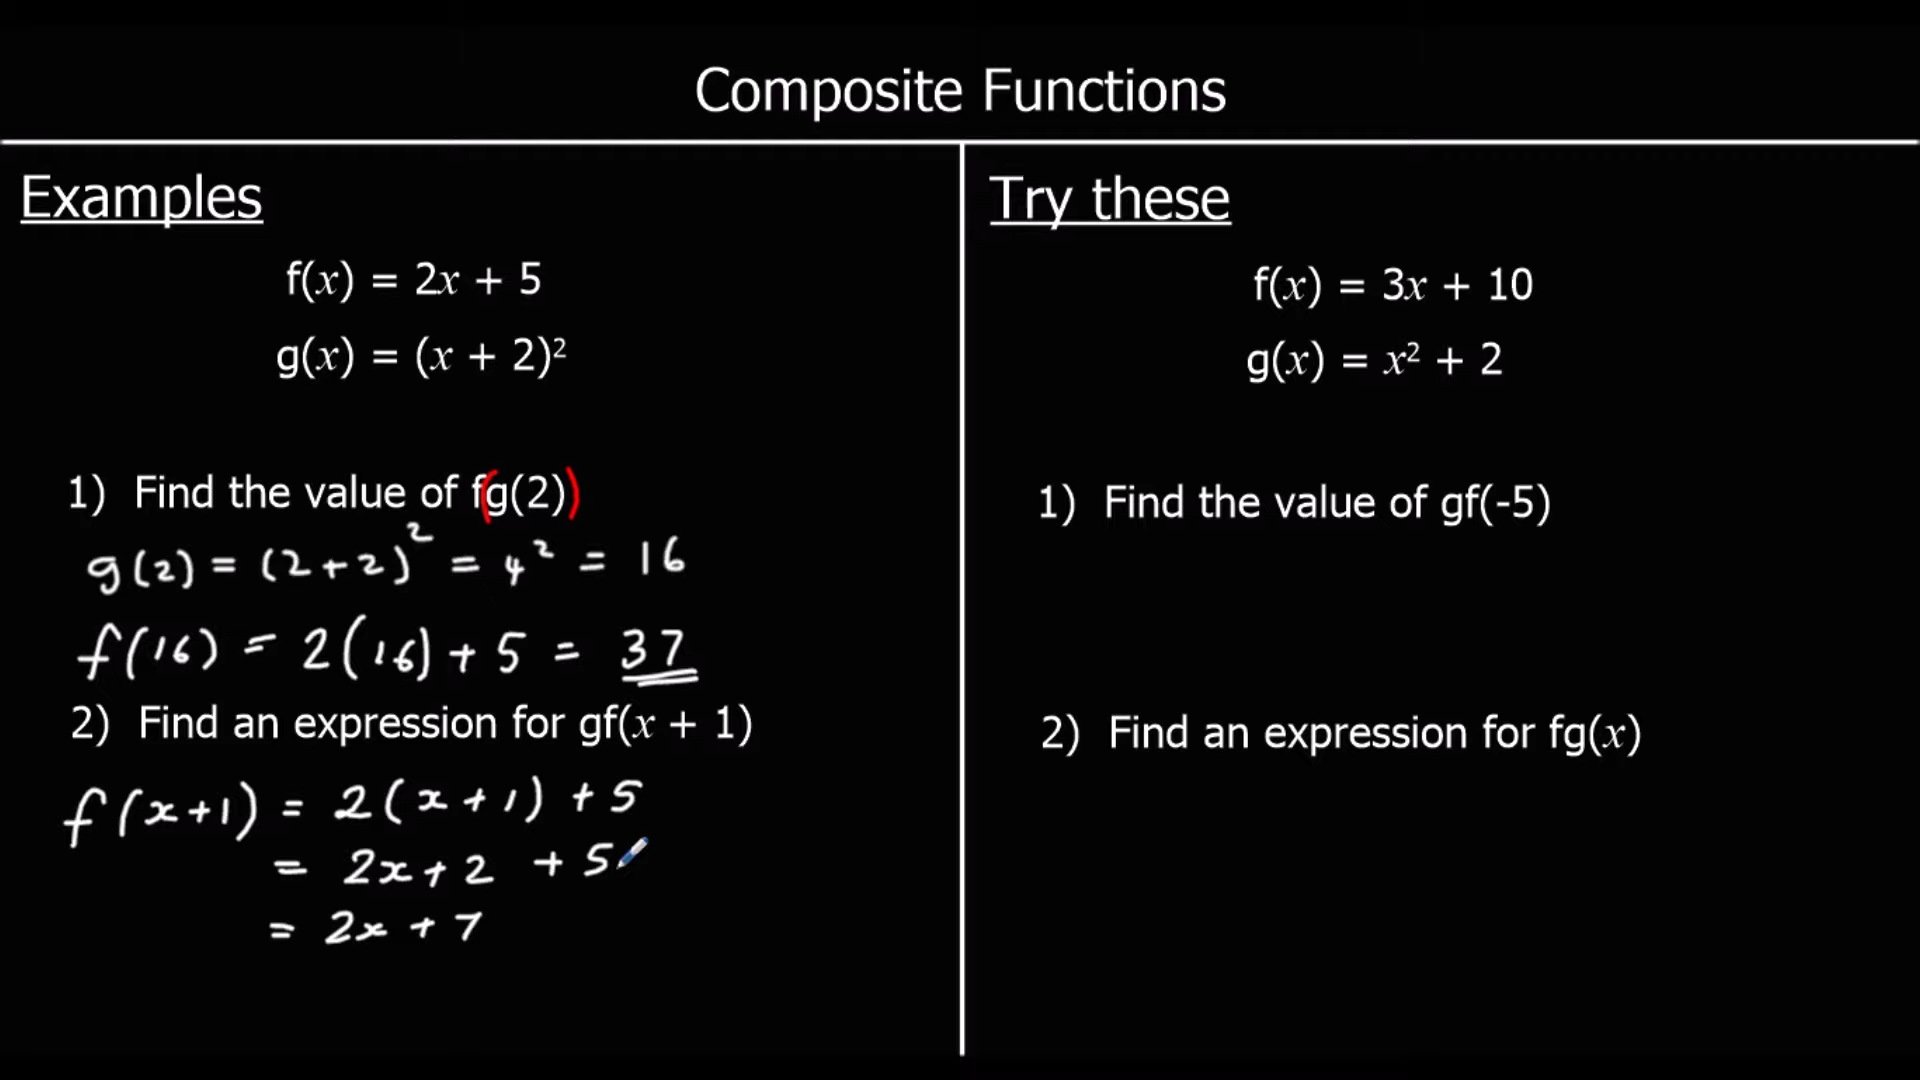 Composite Functions
Examples
f(x) = 2x + 5
g(x) = (x + 2)²
1) Find the value of f(g(2))
g(2) = (2+2)² = 4² = 16
f(16) = 2(16) + 5 = 37
2) Find an expression for gf(x + 1)
f(x+1) = 2(x+1) + 5
= 2x + 2 + 5
= 2x + 7
Try these
f(x) = 3x + 10
g(x) = x² + 2
1) Find the value of gf(-5)
2) Find an expression for fg(x)